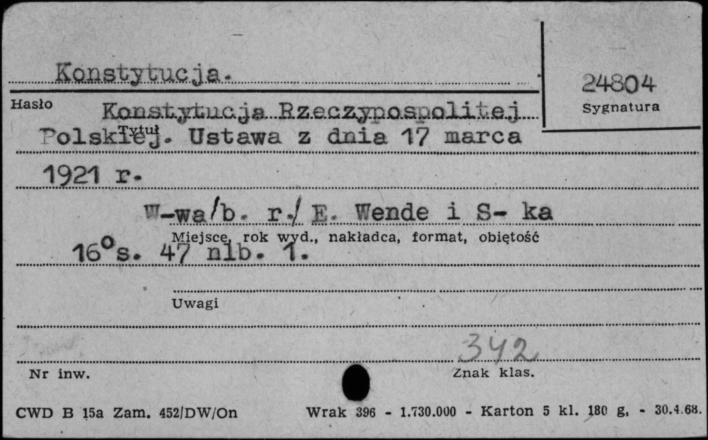 Konstytucja.
24804
Hasło
Sygnatura
Konstytucja Rzeczypospolitej
Tytuł
Polskiej. Ustawa z dnia 17 marca
1921 r.
W-wa/b. r./ E. Wende i S- ka
Miejsce, rok wyd., nakładca, format, obiętość
16° s. 47 nlb. 1.
Uwagi
342
Nr inw.
Znak klas.
CWD B 15a Zam. 452/DW/On Wrak 396 - 1.730.000 - Karton 5 kl. 180 g, - 30.4.68.